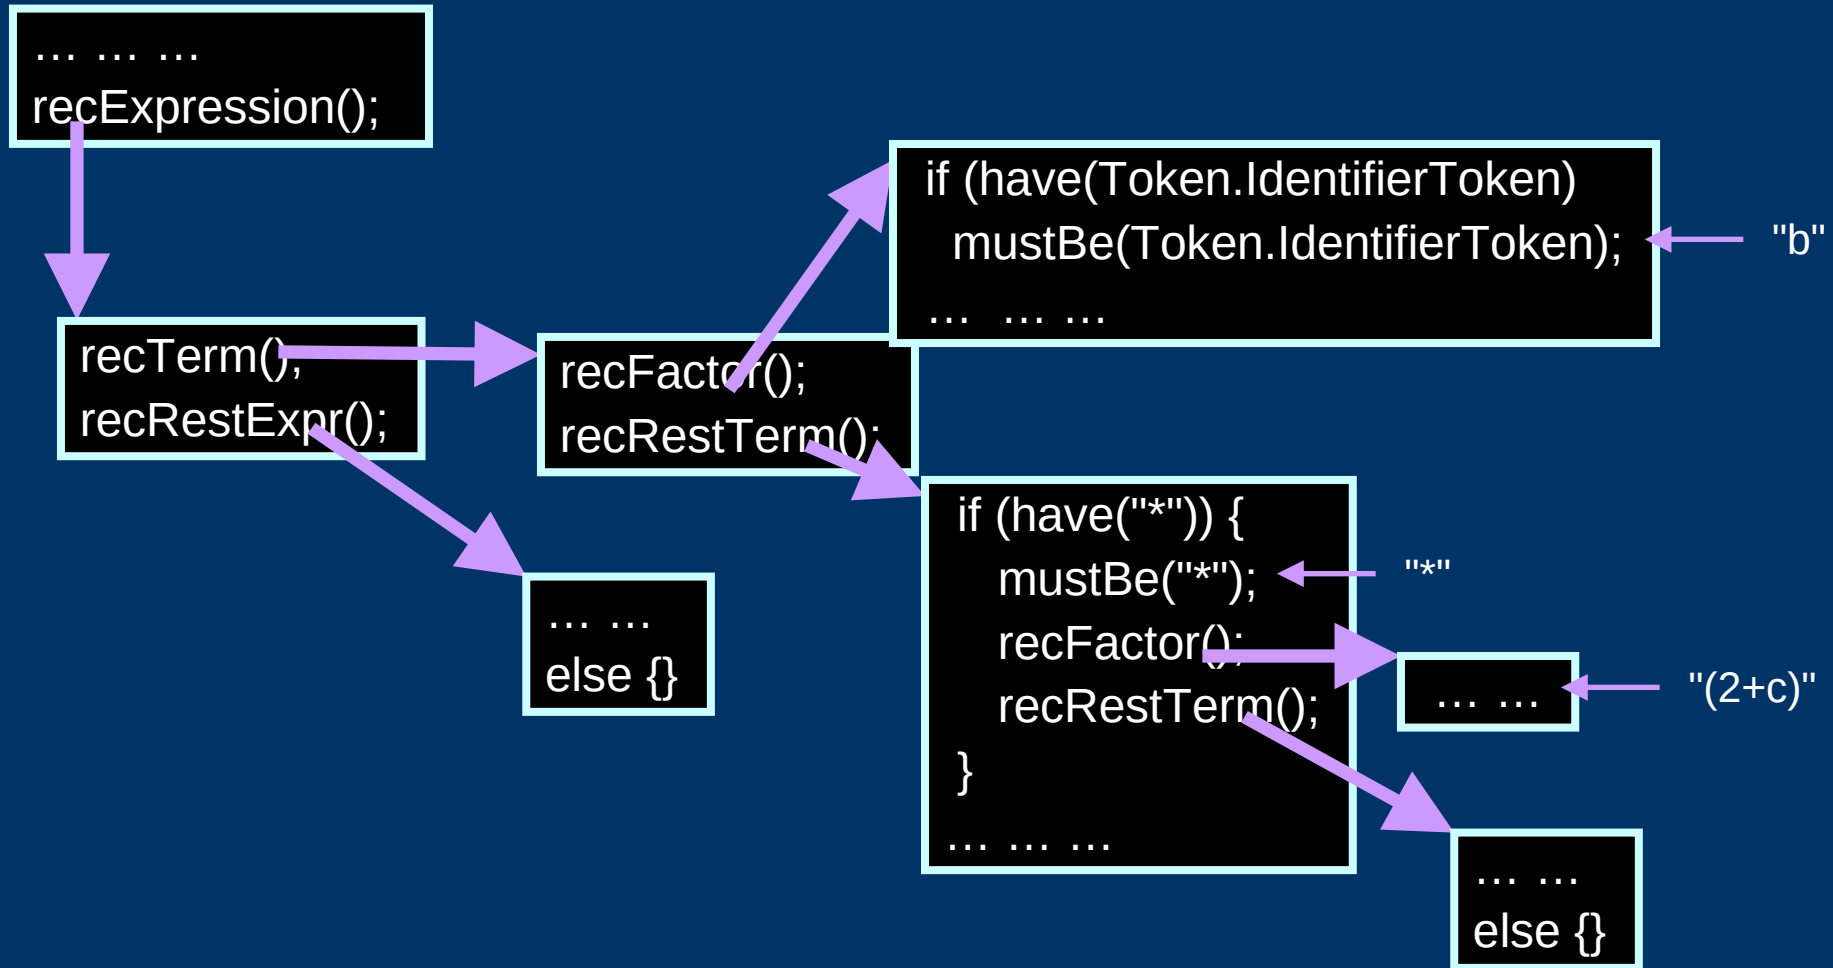 ... ... ...
recExpression();
if (have(Token.IdentifierToken)
mustBe(Token.IdentifierToken);
... ... ...
"b"
recTerm();
recRestExpr();
recFactor();
recRestTerm();
if (have("*")) {
mustBe("*");
recFactor();
recRestTerm();
}
... ... ...
"*"
... ...
"(2+c)"
... ...
else {}
... ...
else {}